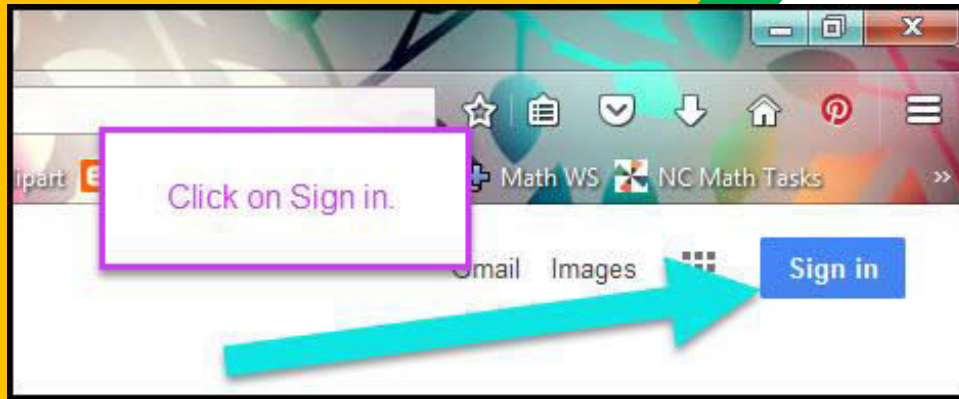 ipart Math WS NC Math Tasks
Click on Sign in.
Gmail Images Sign in